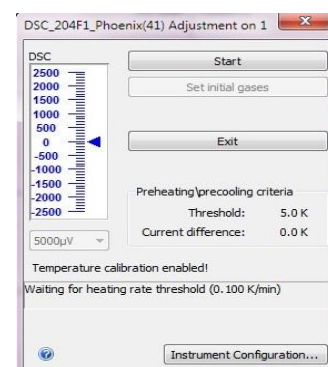 DSC_204F1_Phoenix(41) Adjustment on 1
DSC
2500
2000
1500
1000
500
0
-500
-1000
-1500
-2000
-2500
5000µV
Start
Set initial gases
Exit
Preheating\precooling criteria
Threshold: 5.0 K
Current difference: 0.0 K
Temperature calibration enabled!
Waiting for heating rate threshold (0.100 K/min)
Instrument Configuration...